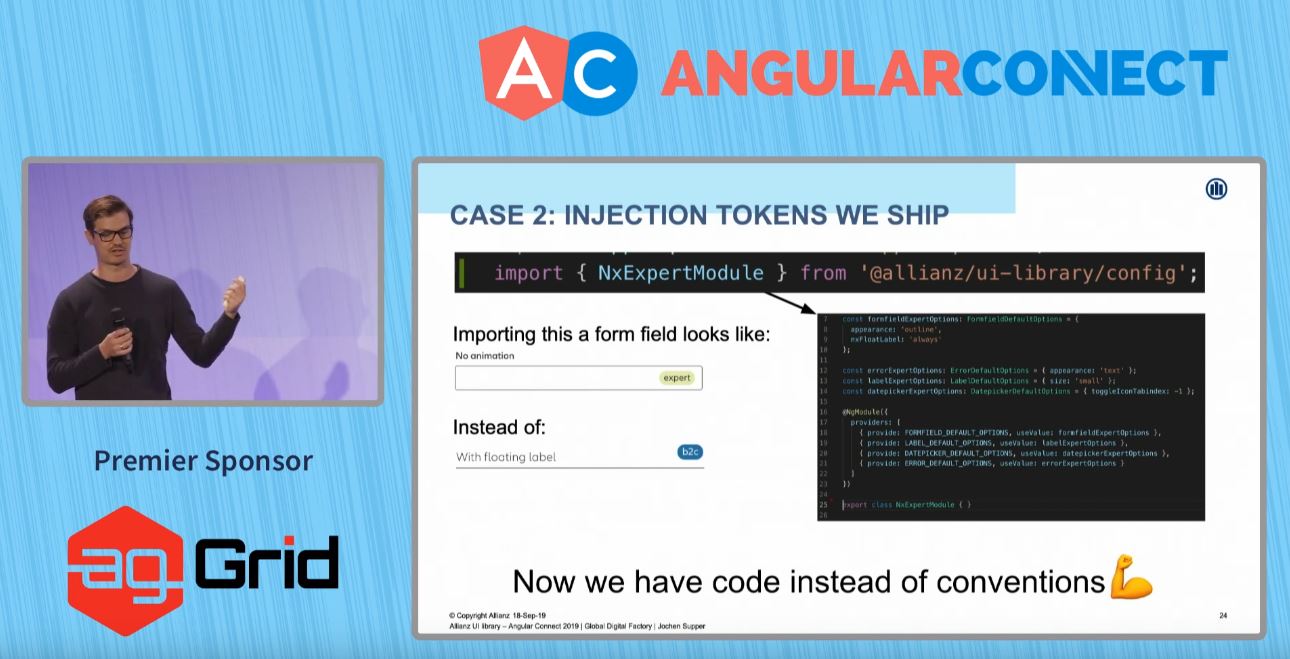 AC ANGULARCONNECT
CASE 2: INJECTION TOKENS WE SHIP
import { NxExpertModule } from '@allianz/ui-library/config';
Importing this a form field looks like:
No animation
expert
Instead of:
With floating label
b2c
7 const formfieldExpertOptions: FormfieldDefaultOptions = {
8 appearance: 'outline',
9 nxFloatLabel: 'always'
10 };
11
12 const errorExpertOptions: ErrorDefaultOptions = { appearance: 'text' };
13 const labelExpertOptions: LabelDefaultOptions = { size: 'small' };
14 const datepickerExpertOptions: DatepickerDefaultOptions = { toggleIconTabindex: -1 };
15
16 @NgModule({
17 providers: [
18 { provide: FORMFIELD_DEFAULT_OPTIONS, useValue: formfieldExpertOptions },
19 { provide: LABEL_DEFAULT_OPTIONS, useValue: labelExpertOptions },
20 { provide: DATEPICKER_DEFAULT_OPTIONS, useValue: datepickerExpertOptions },
21 { provide: ERROR_DEFAULT_OPTIONS, useValue: errorExpertOptions }
22 ]
23 })
24
25 export class NxExpertModule { }
26
Now we have code instead of conventions💪
© Copyright Allianz 18-Sep-19
Allianz UI library – Angular Connect 2019 | Global Digital Factory | Jochen Supper
24
Premier Sponsor
ag Grid